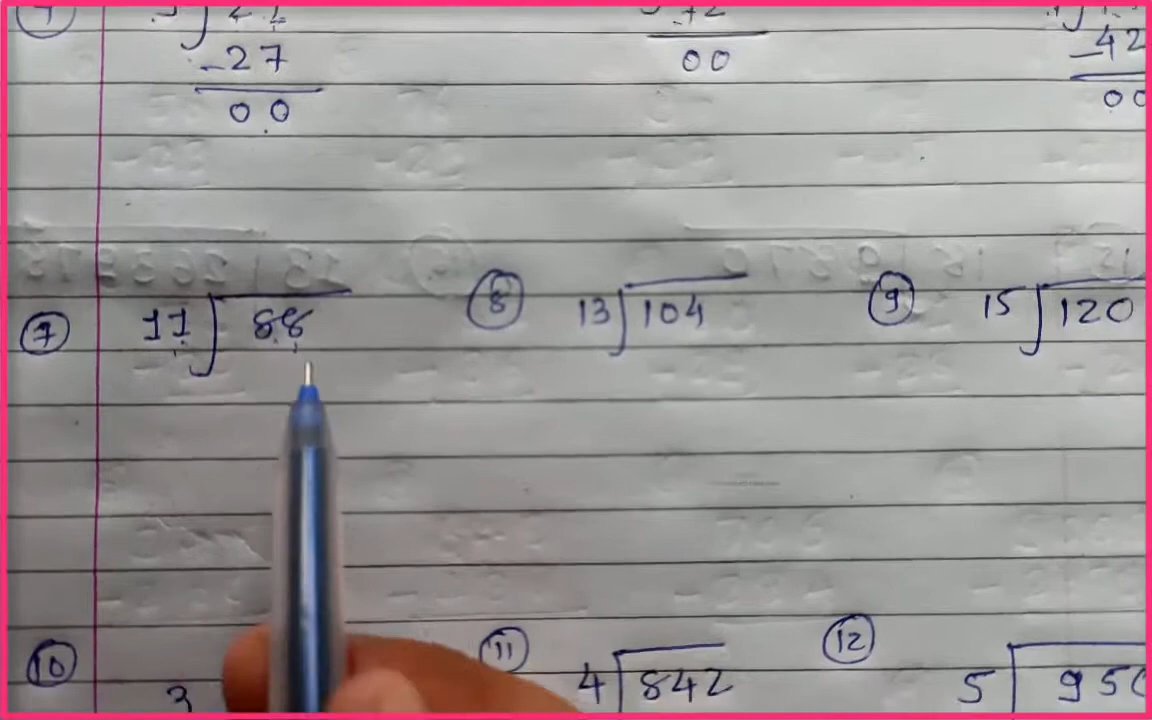 - 27
00
00
- 42
⑦ 11 ) 88
⑧ 13 ) 104
⑨ 15 ) 120
⑩ 3
⑪ 4 ) 842
⑫ 5 ) 950